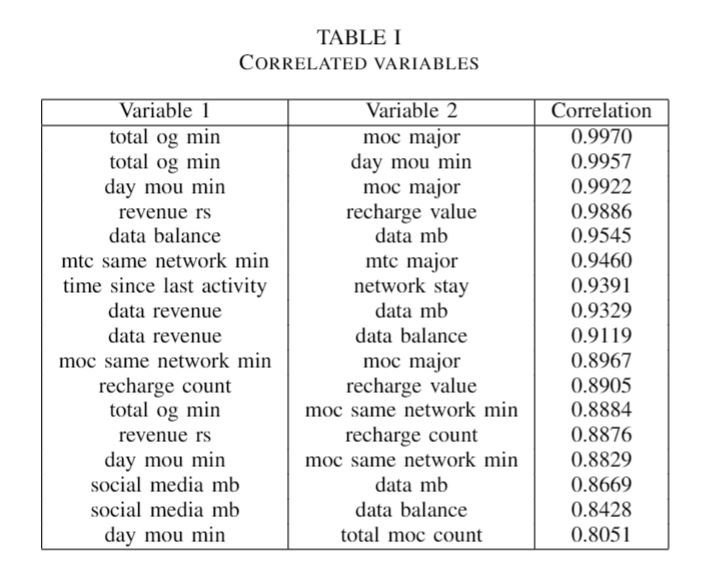 TABLE I
CORRELATED VARIABLES
Variable 1 Variable 2 Correlation
total og min moc major 0.9970
total og min day mou min 0.9957
day mou min moc major 0.9922
revenue rs recharge value 0.9886
data balance data mb 0.9545
mtc same network min mtc major 0.9460
time since last activity network stay 0.9391
data revenue data mb 0.9329
data revenue data balance 0.9119
moc same network min moc major 0.8967
recharge count recharge value 0.8905
total og min moc same network min 0.8884
revenue rs recharge count 0.8876
day mou min moc same network min 0.8829
social media mb data mb 0.8669
social media mb data balance 0.8428
day mou min total moc count 0.8051